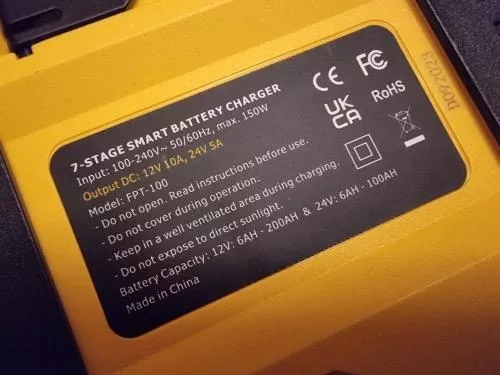 7-STAGE SMART BATTERY CHARGER
Input: 100-240V~ 50/60Hz, max. 150W
Output DC: 12V 10A, 24V 5A
Model: FPT-100
- Do not open. Read instructions before use.
- Do not cover during operation.
- Keep in a well ventilated area during charging.
- Do not expose to direct sunlight.
Battery Capacity: 12V: 6AH - 200AH & 24V: 6AH - 100AH
Made in China
CE FC
UK
CA
RoHS
D092023